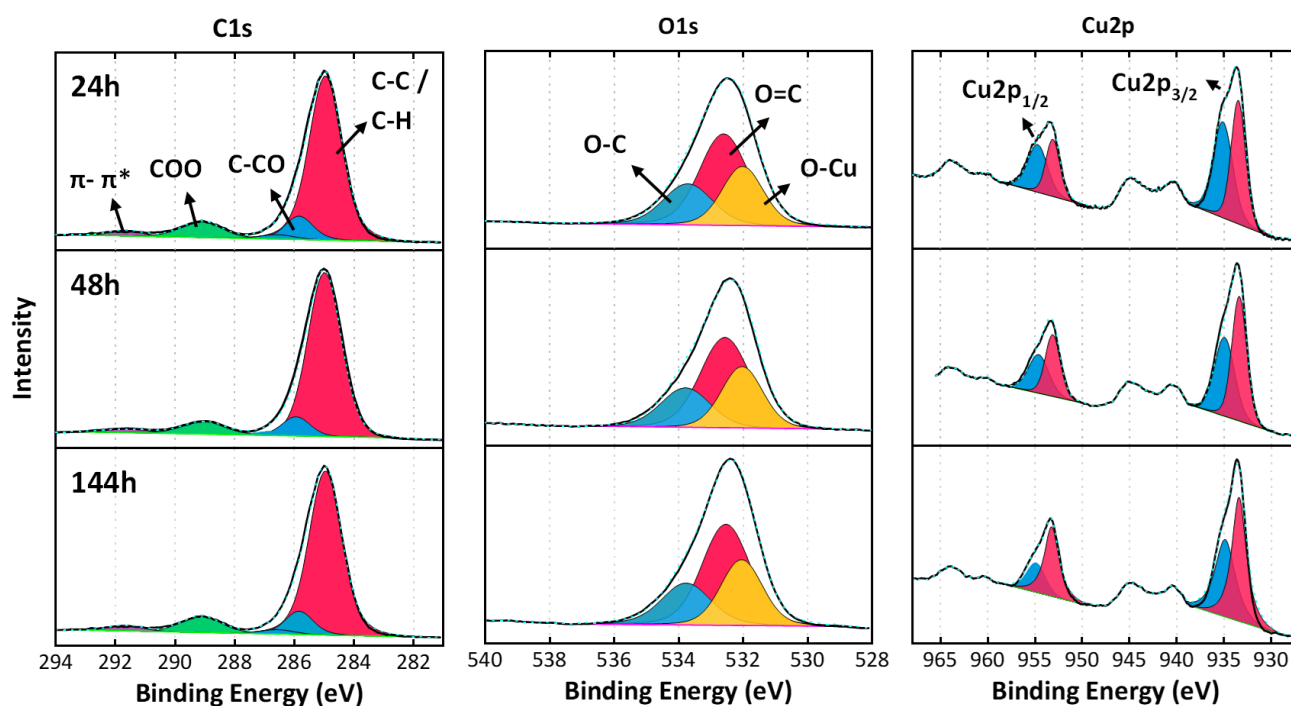 C1s
O1s
Cu2p
24h
C-C /
C-H
C-CO
COO
π- π*
O=C
O-C
O-Cu
Cu2p1/2
Cu2p3/2
48h
144h
Intensity
294 292 290 288 286 284 282
540 538 536 534 532 530 528
965 960 955 950 945 940 935 930
Binding Energy (eV)
Binding Energy (eV)
Binding Energy (eV)